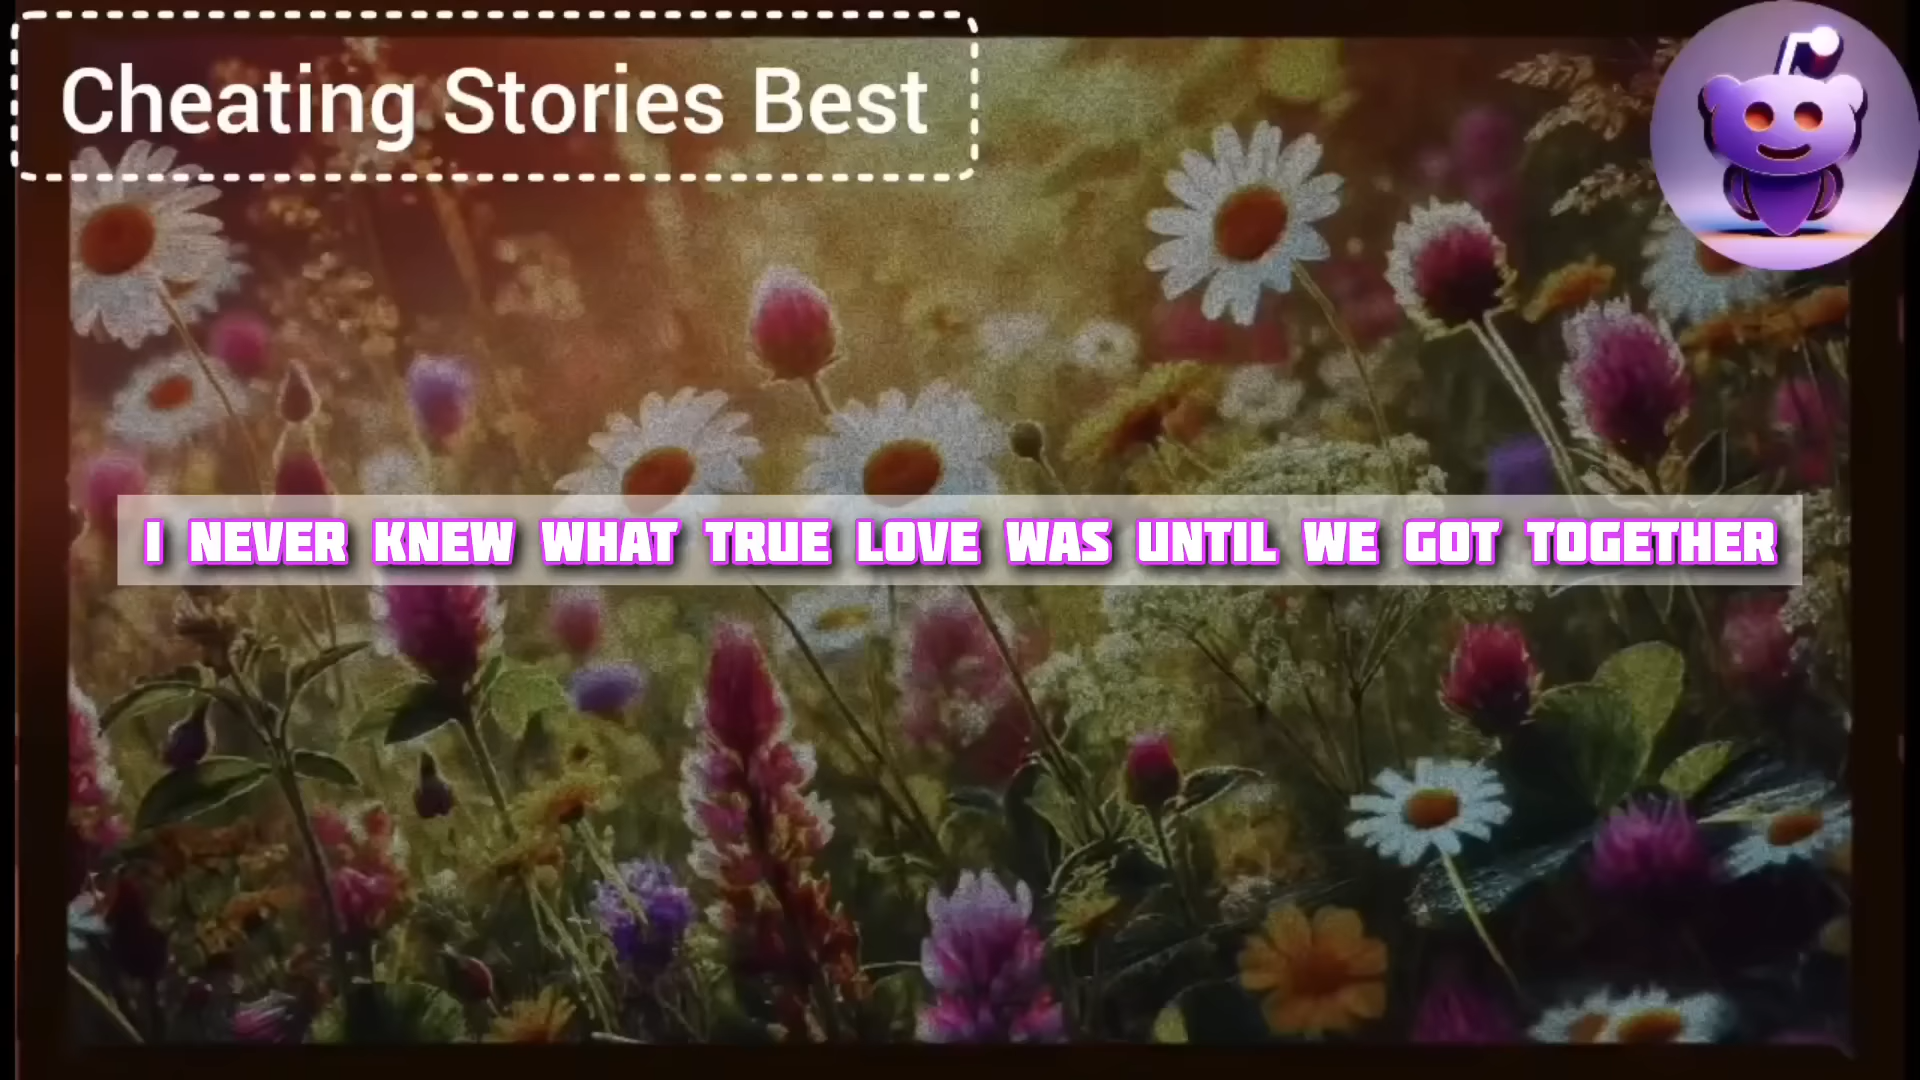 Cheating Stories Best
I NEVER KNEW WHAT TRUE LOVE WAS UNTIL WE GOT TOGETHER